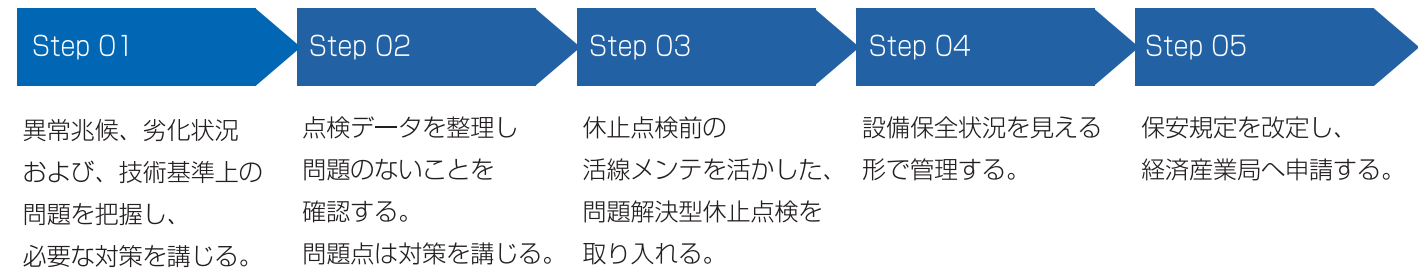 Step 01
異常兆候、劣化状況
および、技術基準上の
問題を把握し、
必要な対策を講じる。
Step 02
点検データを整理し
問題のないことを
確認する。
問題点は対策を講じる。
Step 03
休止点検前の
活線メンテを活かした、
問題解決型休止点検を
取り入れる。
Step 04
設備保全状況を見える
形で管理する。
Step 05
保安規定を改定し、
経済産業局へ申請する。